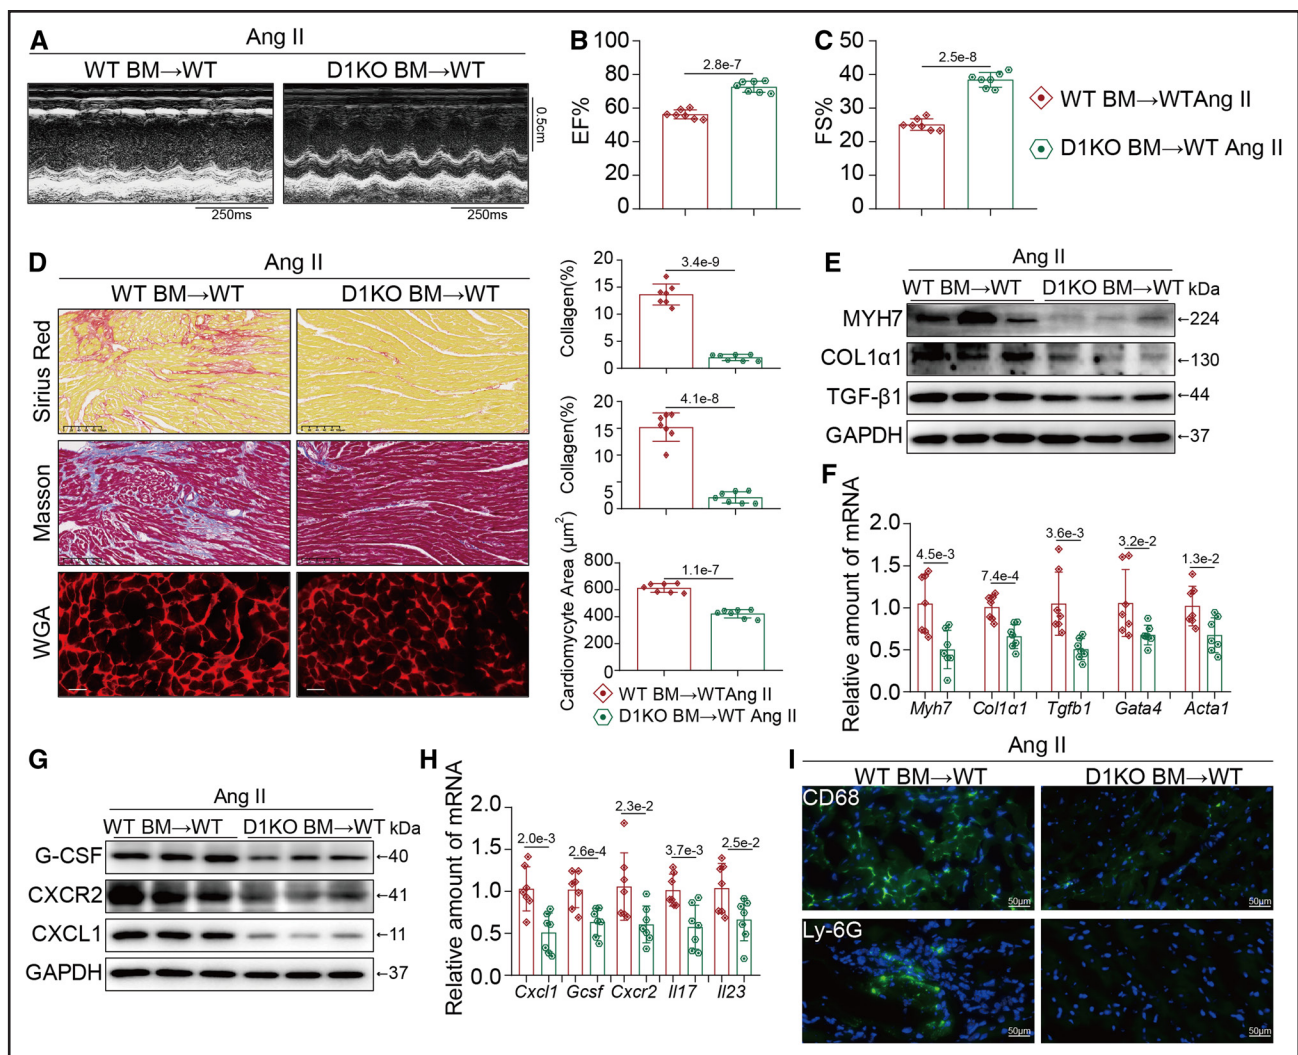 A
Ang II
WT BM→WT
D1KO BM→WT
0.5cm
250ms
250ms
B
EF%
100
80
60
40
20
0
2.8e-7
C
FS%
50
40
30
20
10
0
2.5e-8
WT BM→WTAng II
D1KO BM→WT Ang II
D
Ang II
WT BM→WT
D1KO BM→WT
Sirius Red
Masson
WGA
Collagen(%)
20
15
10
5
0
3.4e-9
Collagen(%)
20
15
10
5
0
4.1e-8
Cardiomyocyte Area (μm²)
800
600
400
200
0
1.1e-7
WT BM→WTAng II
D1KO BM→WT Ang II
E
Ang II
WT BM→WT D1KO BM→WT kDa
MYH7 ←224
COL1α1 ←130
TGF-β1 ←44
GAPDH ←37
F
Relative amount of mRNA
2.0
1.5
1.0
0.5
0.0
4.5e-3
7.4e-4
3.6e-3
3.2e-2
1.3e-2
Myh7 Col1α1 Tgfb1 Gata4 Acta1
G
Ang II
WT BM→WT D1KO BM→WT kDa
G-CSF ←40
CXCR2 ←41
CXCL1 ←11
GAPDH ←37
H
Relative amount of mRNA
2.0
1.5
1.0
0.5
0.0
2.0e-3
2.6e-4
2.3e-2
3.7e-3
2.5e-2
Cxcl1 Gcsf Cxcr2 Il17 Il23
I
Ang II
WT BM→WT
D1KO BM→WT
CD68
50μm
50μm
Ly-6G
50μm
50μm